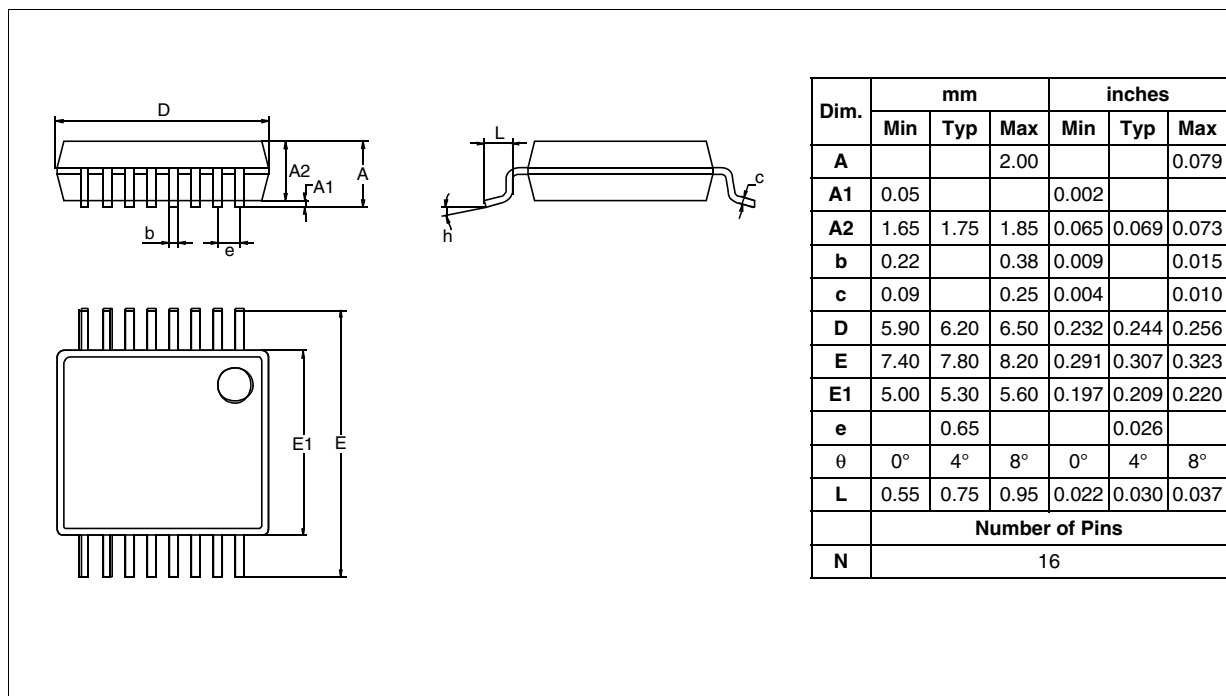 D
A2
A1
A
b
e
L
c
h
E1
E
Dim. mm inches
Min Typ Max Min Typ Max
A 2.00 0.079
A1 0.05 0.002
A2 1.65 1.75 1.85 0.065 0.069 0.073
b 0.22 0.38 0.009 0.015
c 0.09 0.25 0.004 0.010
D 5.90 6.20 6.50 0.232 0.244 0.256
E 7.40 7.80 8.20 0.291 0.307 0.323
E1 5.00 5.30 5.60 0.197 0.209 0.220
e 0.65 0.026
θ 0° 4° 8° 0° 4° 8°
L 0.55 0.75 0.95 0.022 0.030 0.037
Number of Pins
N 16